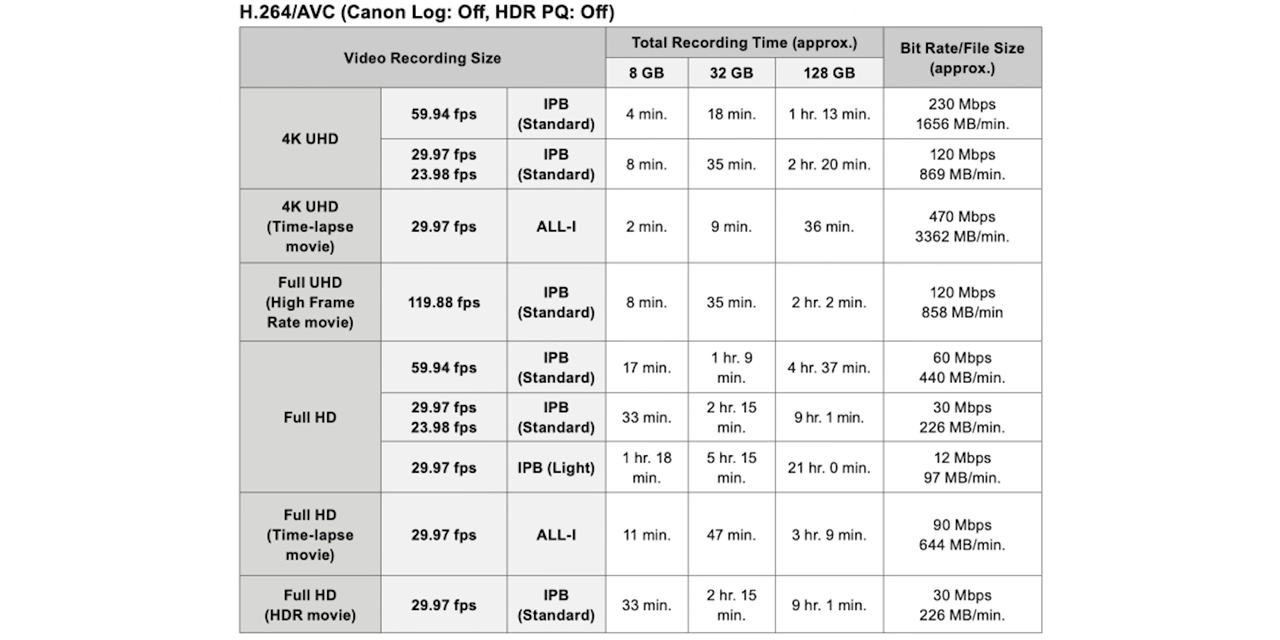 H.264/AVC (Canon Log: Off, HDR PQ: Off)
Video Recording Size
Total Recording Time (approx.)
Bit Rate/File Size
(approx.)
8 GB
32 GB
128 GB
4K UHD
59.94 fps
IPB
(Standard)
4 min.
18 min.
1 hr. 13 min.
230 Mbps
1656 MB/min.
29.97 fps
23.98 fps
IPB
(Standard)
8 min.
35 min.
2 hr. 20 min.
120 Mbps
869 MB/min.
4K UHD
(Time-lapse
movie)
29.97 fps
ALL-I
2 min.
9 min.
36 min.
470 Mbps
3362 MB/min.
Full UHD
(High Frame
Rate movie)
119.88 fps
IPB
(Standard)
8 min.
35 min.
2 hr. 2 min.
120 Mbps
858 MB/min
Full HD
59.94 fps
IPB
(Standard)
17 min.
1 hr. 9
min.
4 hr. 37 min.
60 Mbps
440 MB/min.
29.97 fps
23.98 fps
IPB
(Standard)
33 min.
2 hr. 15
min.
9 hr. 1 min.
30 Mbps
226 MB/min.
29.97 fps
IPB (Light)
1 hr. 18
min.
5 hr. 15
min.
21 hr. 0 min.
12 Mbps
97 MB/min.
Full HD
(Time-lapse
movie)
29.97 fps
ALL-I
11 min.
47 min.
3 hr. 9 min.
90 Mbps
644 MB/min.
Full HD
(HDR movie)
29.97 fps
IPB
(Standard)
33 min.
2 hr. 15
min.
9 hr. 1 min.
30 Mbps
226 MB/min.